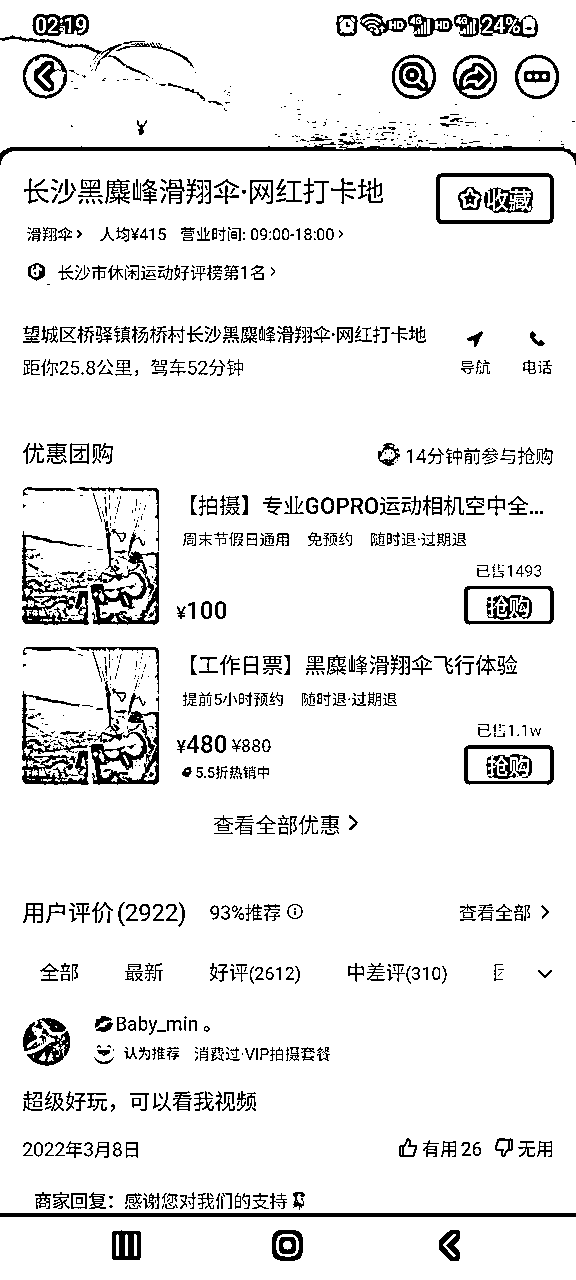 02:19 HD 4G HD 4G 24%
长沙黑麋峰滑翔伞·网红打卡地
收藏
滑翔伞 人均¥415 营业时间: 09:00-18:00
长沙市休闲运动好评榜第1名
望城区桥驿镇杨桥村长沙黑麋峰滑翔伞·网红打卡地
距你25.8公里，驾车52分钟
导航 电话
优惠团购 14分钟前参与抢购
【拍摄】专业GOPRO运动相机空中全...
周末节假日通用 免预约 随时退·过期退
已售1493
¥100 抢购
【工作日票】黑麋峰滑翔伞飞行体验
提前5小时预约 随时退·过期退
已售1.1w
¥480 ¥880 抢购
5.5折热销中
查看全部优惠
用户评价(2922) 93%推荐 查看全部
全部 最新 好评(2612) 中差评(310)
Baby_min 。
认为推荐 消费过·VIP拍摄套餐
超级好玩，可以看我视频
2022年3月8日 有用26 无用
商家回复：感谢您对我们的支持